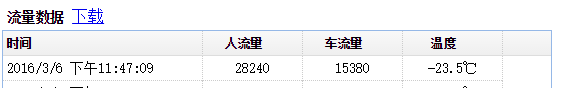 流量数据 下载
时间 人流量 车流量 温度
2016/3/6 下午11:47:09 28240 15380 -23.5℃